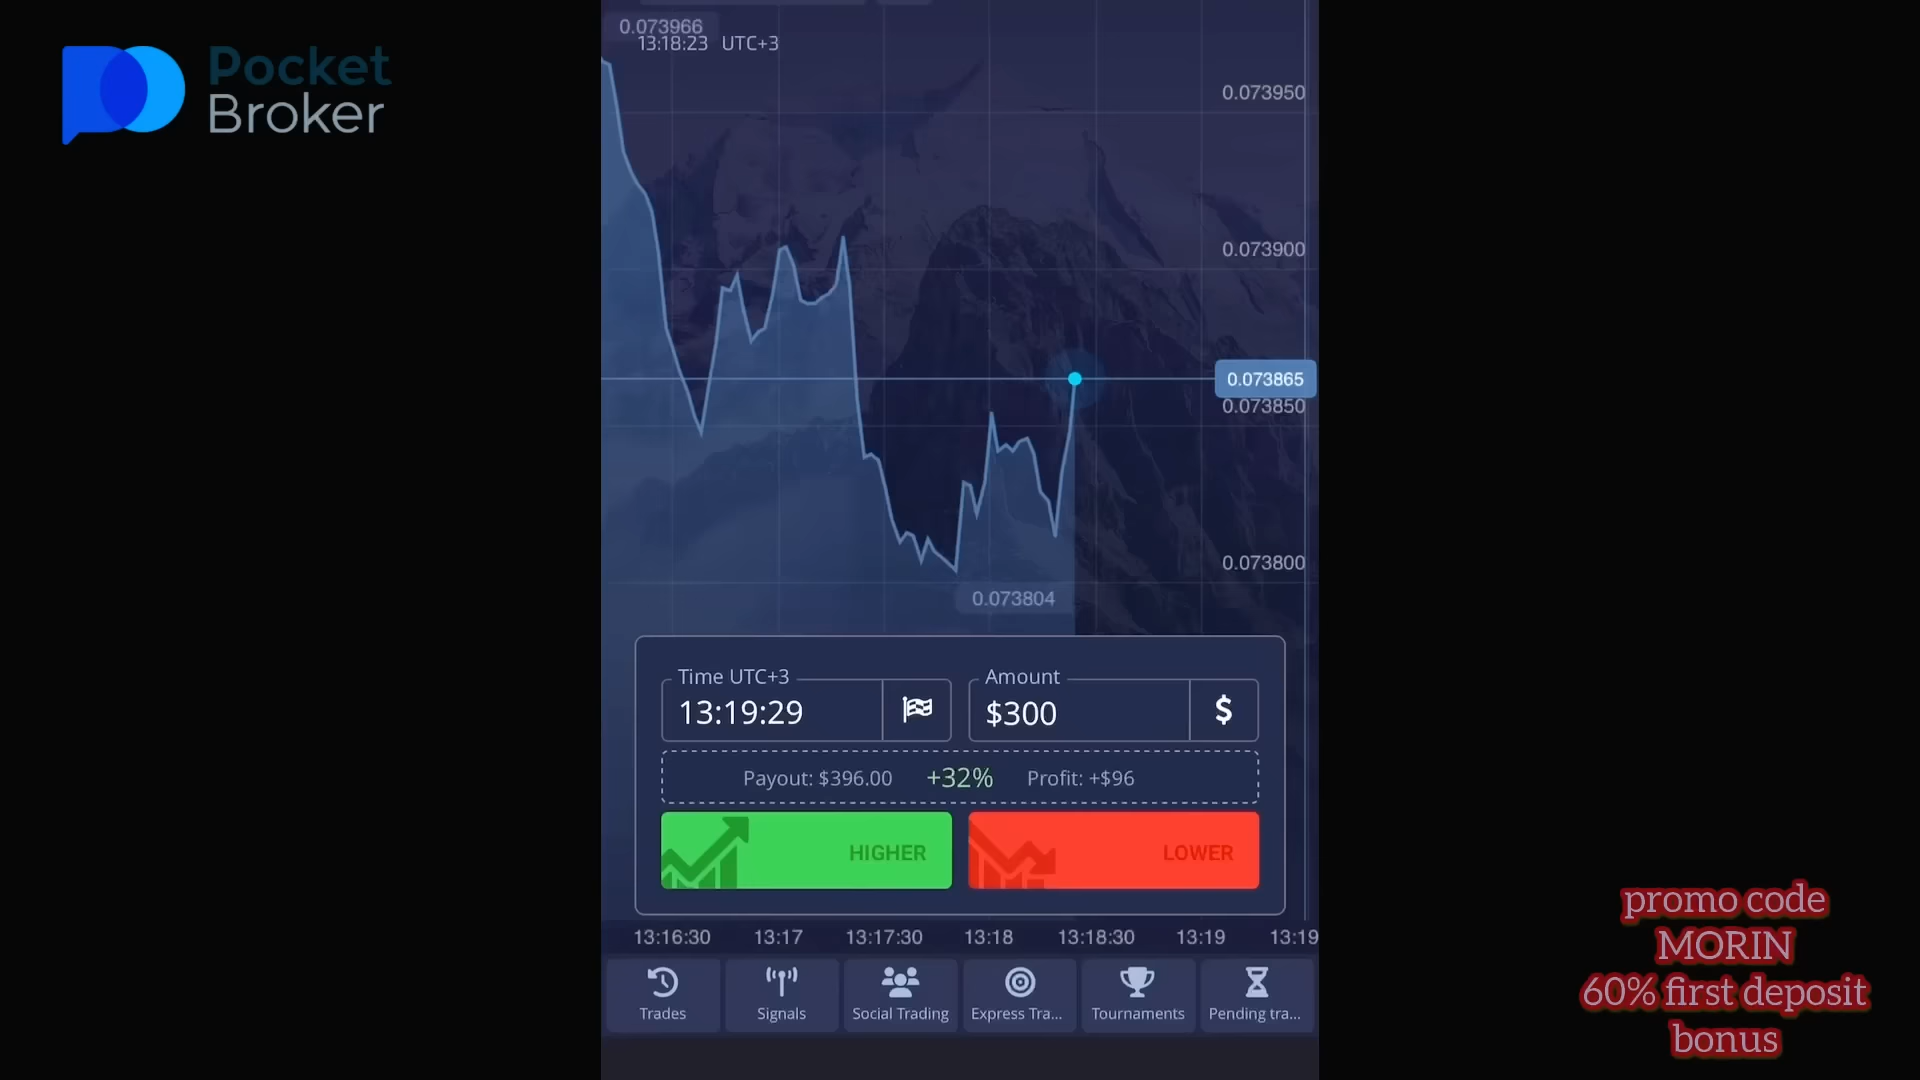 Pocket
Broker
0.073966
13:18:23 UTC+3
0.073950
0.073900
0.073865
0.073850
0.073800
0.073804
Time UTC+3
13:19:29
Amount
$300
$
Payout: $396.00 +32% Profit: +$96
HIGHER
LOWER
13:16:30 13:17 13:17:30 13:18 13:18:30 13:19 13:19
Trades
Signals
Social Trading
Express Tra...
Tournaments
Pending tra...
promo code
MORIN
60% first deposit
bonus